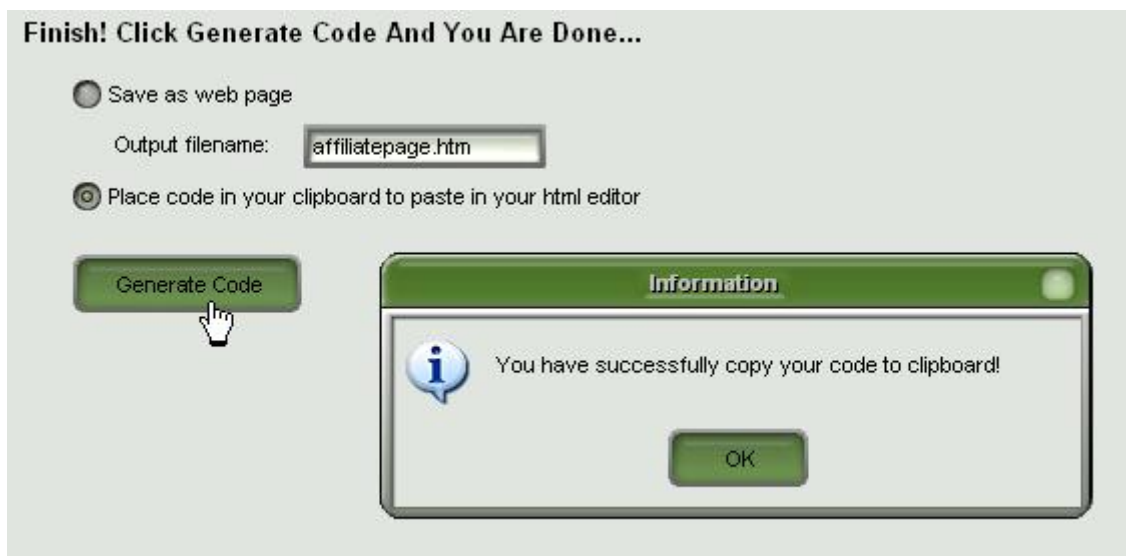 Finish! Click Generate Code And You Are Done...
Save as web page
Output filename: affiliatepage.htm
Place code in your clipboard to paste in your html editor
Generate Code
Information
You have successfully copy your code to clipboard!
OK